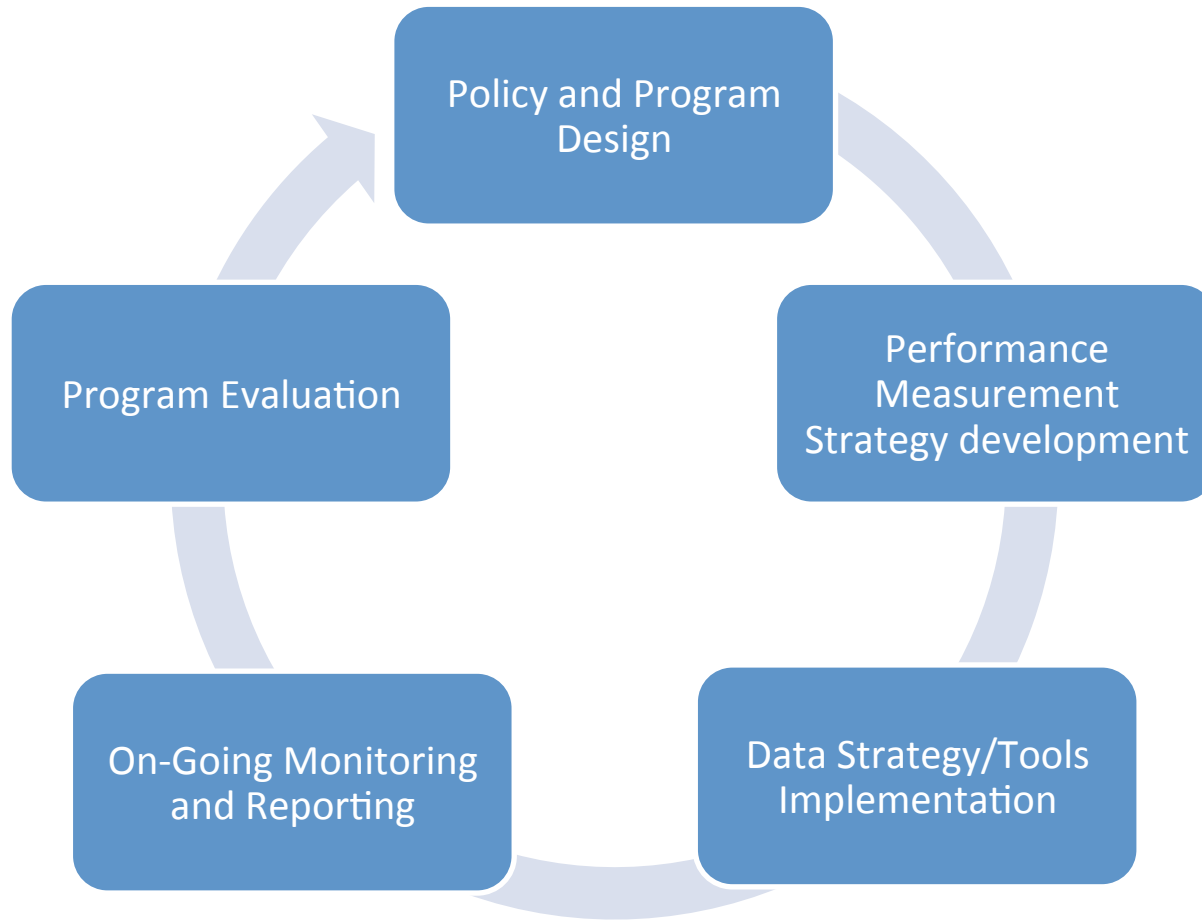 Policy and Program
Design
Performance
Measurement
Strategy development
Data Strategy/Tools
Implementation
On-Going Monitoring
and Reporting
Program Evaluation